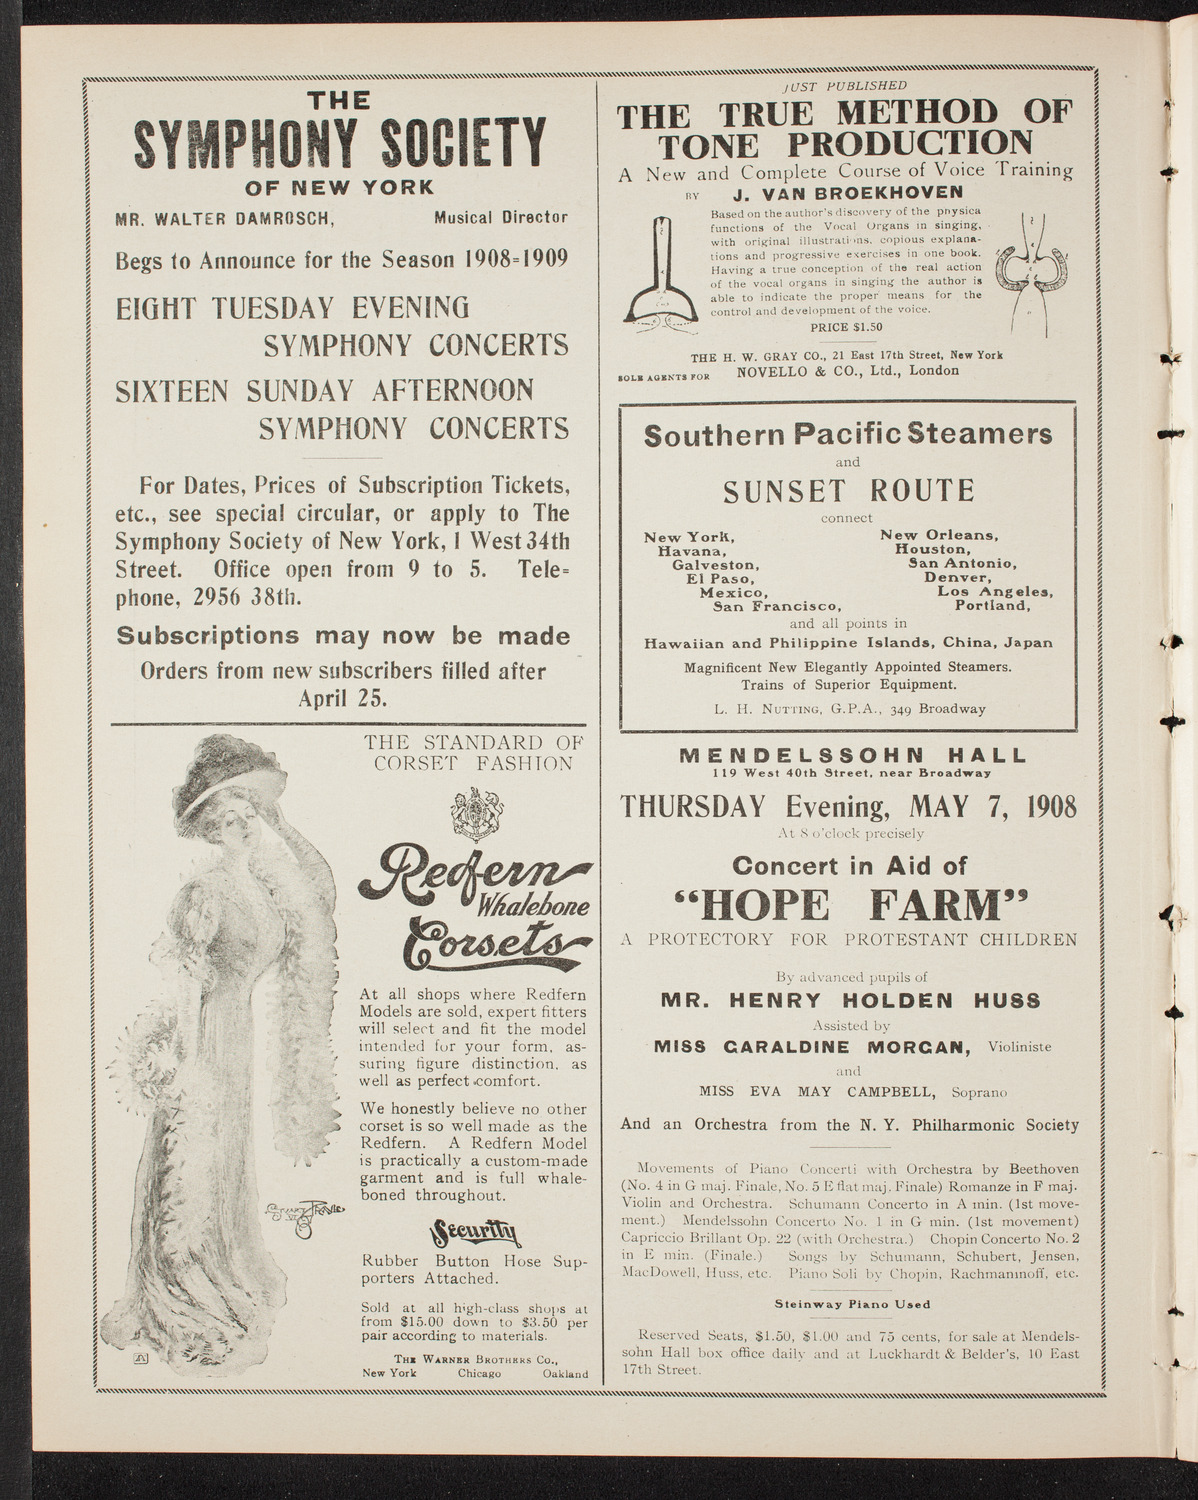 THE
SYMPHONY SOCIETY
OF NEW YORK
MR. WALTER DAMROSCH, Musical Director
Begs to Announce for the Season 1908=1909
EIGHT TUESDAY EVENING
SYMPHONY CONCERTS
SIXTEEN SUNDAY AFTERNOON
SYMPHONY CONCERTS
For Dates, Prices of Subscription Tickets,
etc., see special circular, or apply to The
Symphony Society of New York, 1 West 34th
Street. Office open from 9 to 5. Tele=
phone, 2956 38th.
Subscriptions may now be made
Orders from new subscribers filled after
April 25.
THE STANDARD OF
CORSET FASHION
Redfern
Whalebone
Corsets
At all shops where Redfern
Models are sold, expert fitters
will select and fit the model
intended for your form, as-
suring figure distinction, as
well as perfect comfort.
We honestly believe no other
corset is so well made as the
Redfern. A Redfern Model
is practically a custom-made
garment and is full whale-
boned throughout.
Security
Rubber Button Hose Sup-
porters Attached.
Sold at all high-class shops at
from $15.00 down to $3.50 per
pair according to materials.
THE WARNER BROTHERS CO.,
New York Chicago Oakland
JUST PUBLISHED
THE TRUE METHOD OF
TONE PRODUCTION
A New and Complete Course of Voice Training
BY J. VAN BROEKHOVEN
Based on the author's discovery of the physica
functions of the Vocal Organs in singing,
with original illustrations, copious explana-
tions and progressive exercises in one book.
Having a true conception of the real action
of the vocal organs in singing the author is
able to indicate the proper means for the
control and development of the voice.
PRICE $1.50
THE H. W. GRAY CO., 21 East 17th Street, New York
SOLE AGENTS FOR NOVELLO & CO., Ltd., London
Southern Pacific Steamers
and
SUNSET ROUTE
connect
New York, New Orleans,
Havana, Houston,
Galveston, San Antonio,
El Paso, Denver,
Mexico, Los Angeles,
San Francisco, Portland,
and all points in
Hawaiian and Philippine Islands, China, Japan
Magnificent New Elegantly Appointed Steamers.
Trains of Superior Equipment.
L. H. NUTTING, G.P.A., 349 Broadway
MENDELSSOHN HALL
119 West 40th Street, near Broadway
THURSDAY Evening, MAY 7, 1908
At 8 o'clock precisely
Concert in Aid of
"HOPE FARM"
A PROTECTORY FOR PROTESTANT CHILDREN
By advanced pupils of
MR. HENRY HOLDEN HUSS
Assisted by
MISS GARALDINE MORGAN, Violiniste
and
MISS EVA MAY CAMPBELL, Soprano
And an Orchestra from the N. Y. Philharmonic Society
Movements of Piano Concerti with Orchestra by Beethoven
(No. 4 in G maj. Finale, No. 5 E flat maj. Finale) Romanze in F maj.
Violin and Orchestra. Schumann Concerto in A min. (1st move-
ment.) Mendelssohn Concerto No. 1 in G min. (1st movement)
Capriccio Brillant Op. 22 (with Orchestra.) Chopin Concerto No. 2
in E min. (Finale.) Songs by Schumann, Schubert, Jensen,
MacDowell, Huss, etc. Piano Soli by Chopin, Rachmaninoff, etc.
Steinway Piano Used
Reserved Seats, $1.50, $1.00 and 75 cents, for sale at Mendels-
sohn Hall box office daily and at Luckhardt & Belder's, 10 East
17th Street.